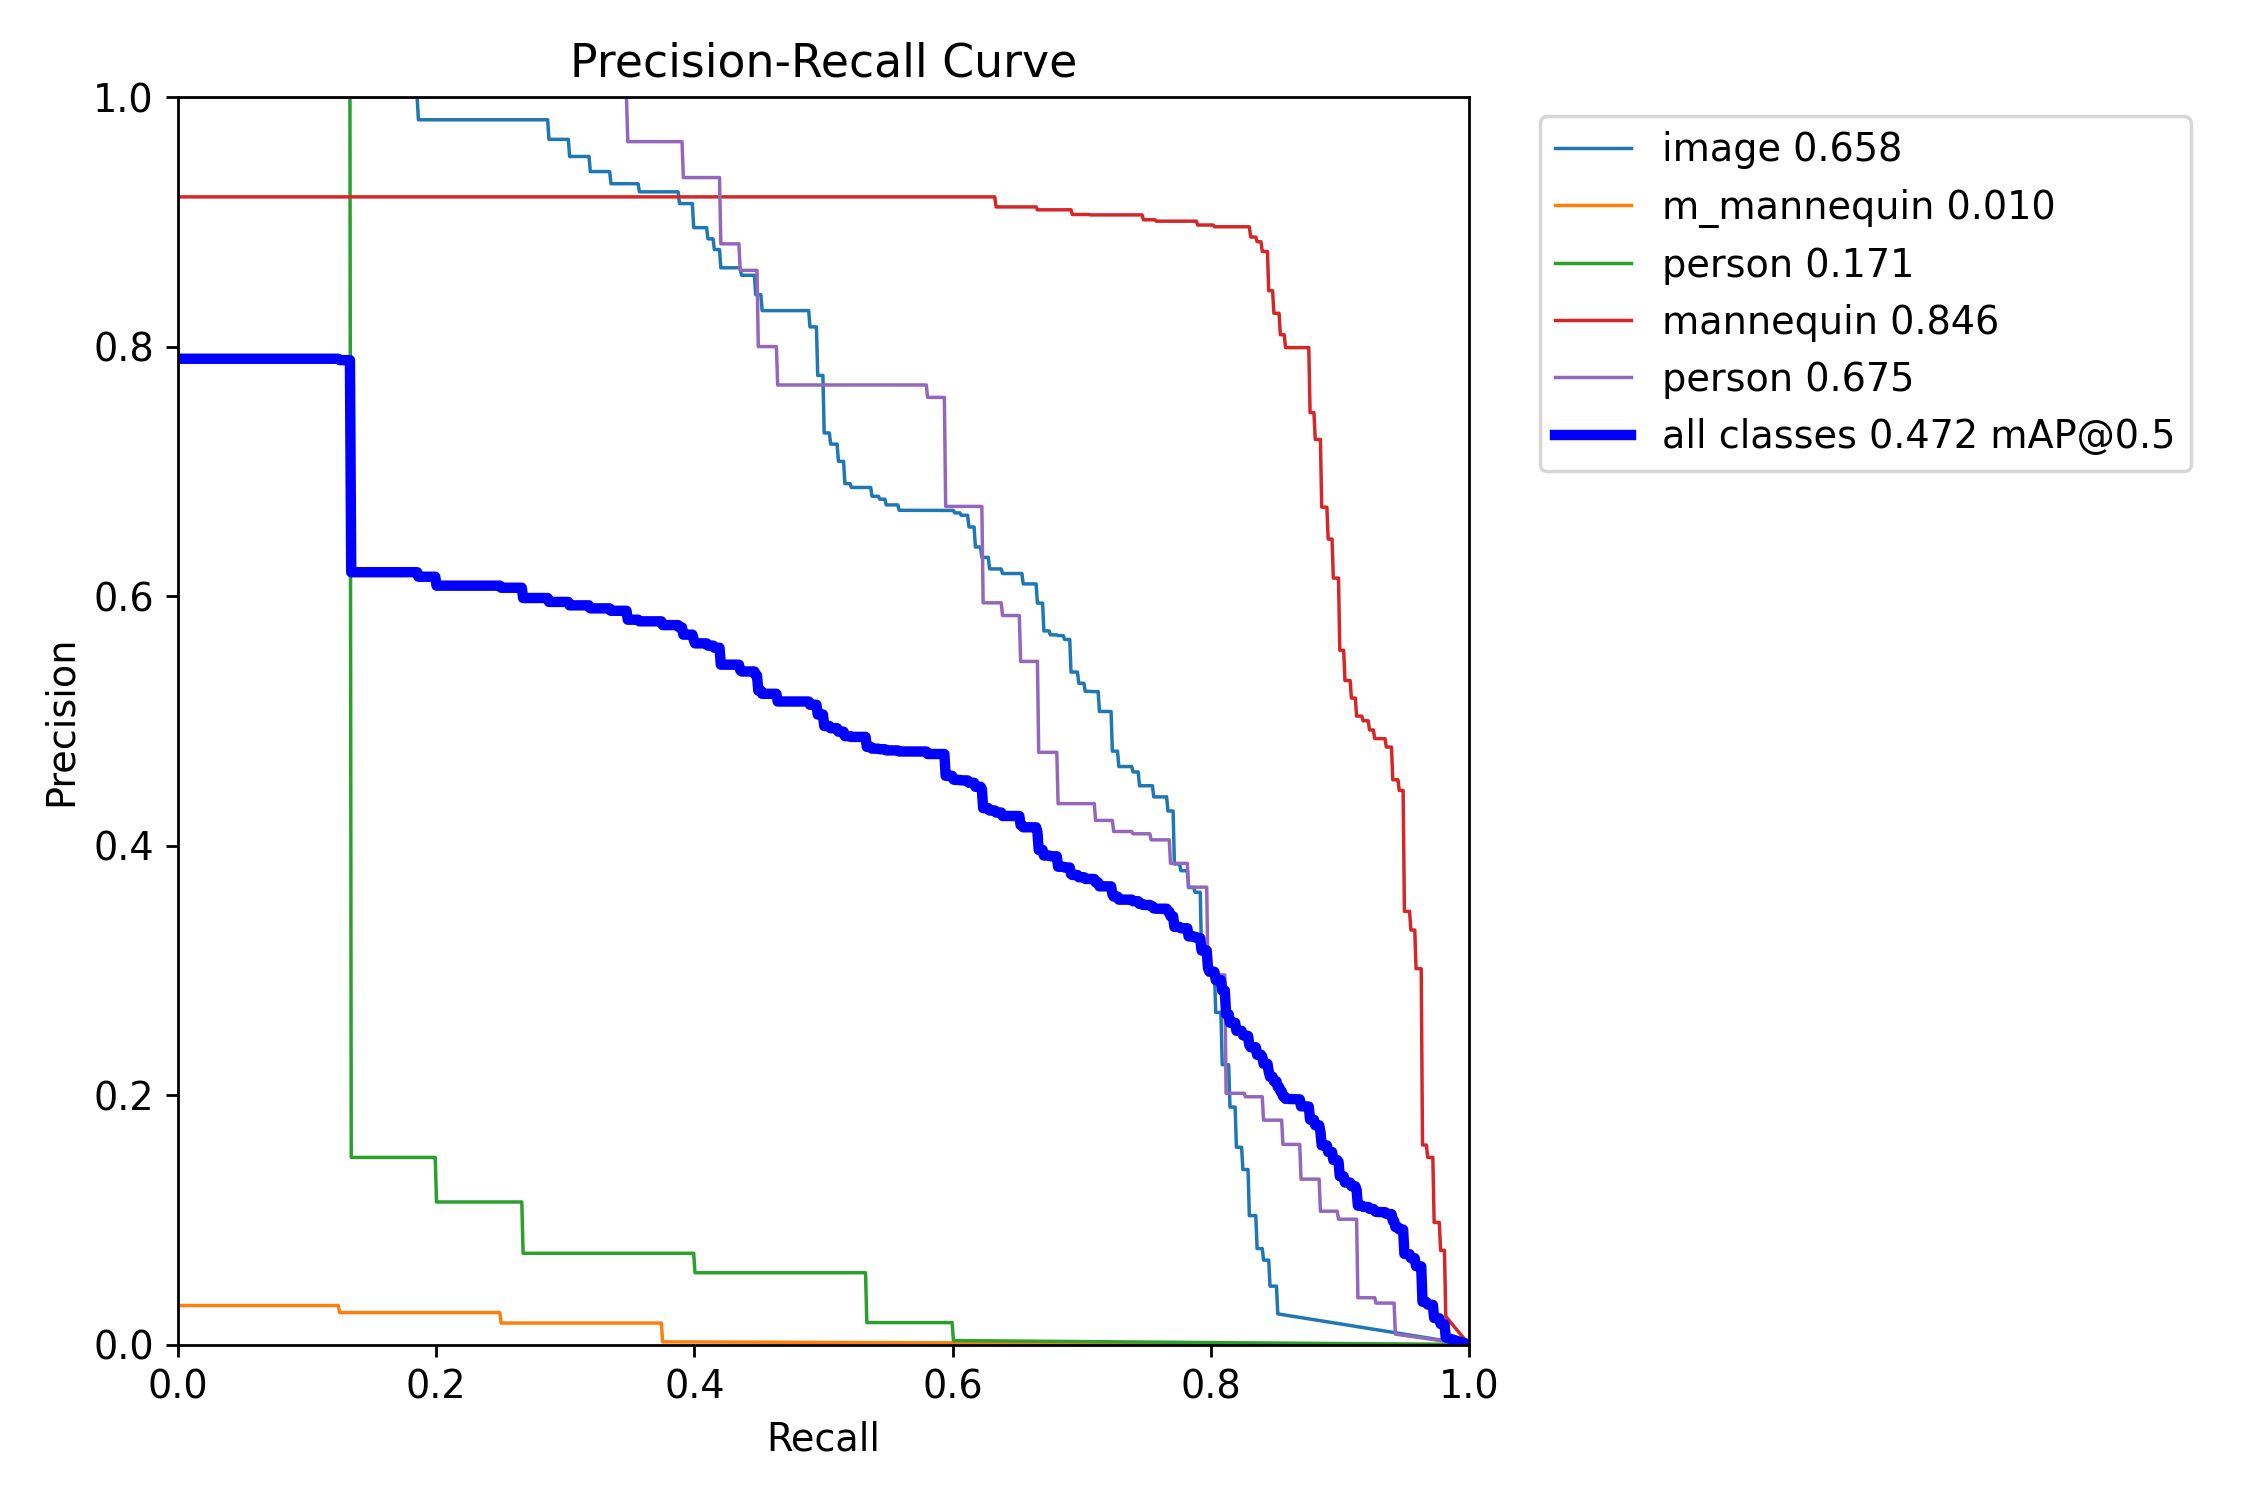 Precision-Recall Curve
1.0
0.8
0.6
0.4
0.2
0.0
Precision
0.0 0.2 0.4 0.6 0.8 1.0
Recall
image 0.658
m_mannequin 0.010
person 0.171
mannequin 0.846
person 0.675
all classes 0.472 mAP@0.5